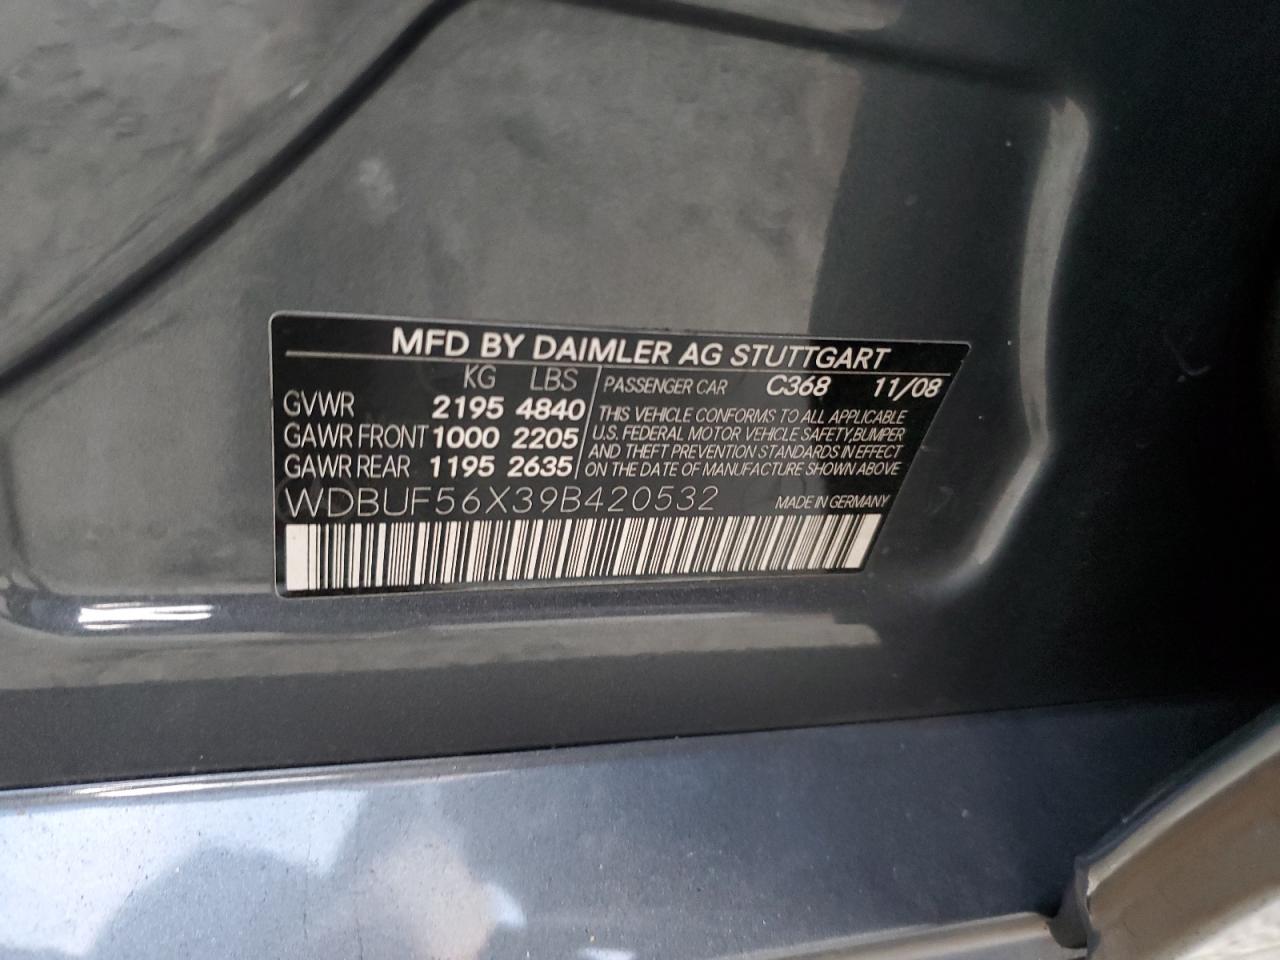 MFD BY DAIMLER AG STUTTGART
KG LBS
GVWR 2195 4840
GAWR FRONT 1000 2205
GAWR REAR 1195 2635
PASSENGER CAR C368 11/08
THIS VEHICLE CONFORMS TO ALL APPLICABLE
U.S. FEDERAL MOTOR VEHICLE SAFETY,BUMPER
AND THEFT PREVENTION STANDARDS IN EFFECT
ON THE DATE OF MANUFACTURE SHOWN ABOVE
WDBUF56X39B420532 MADE IN GERMANY